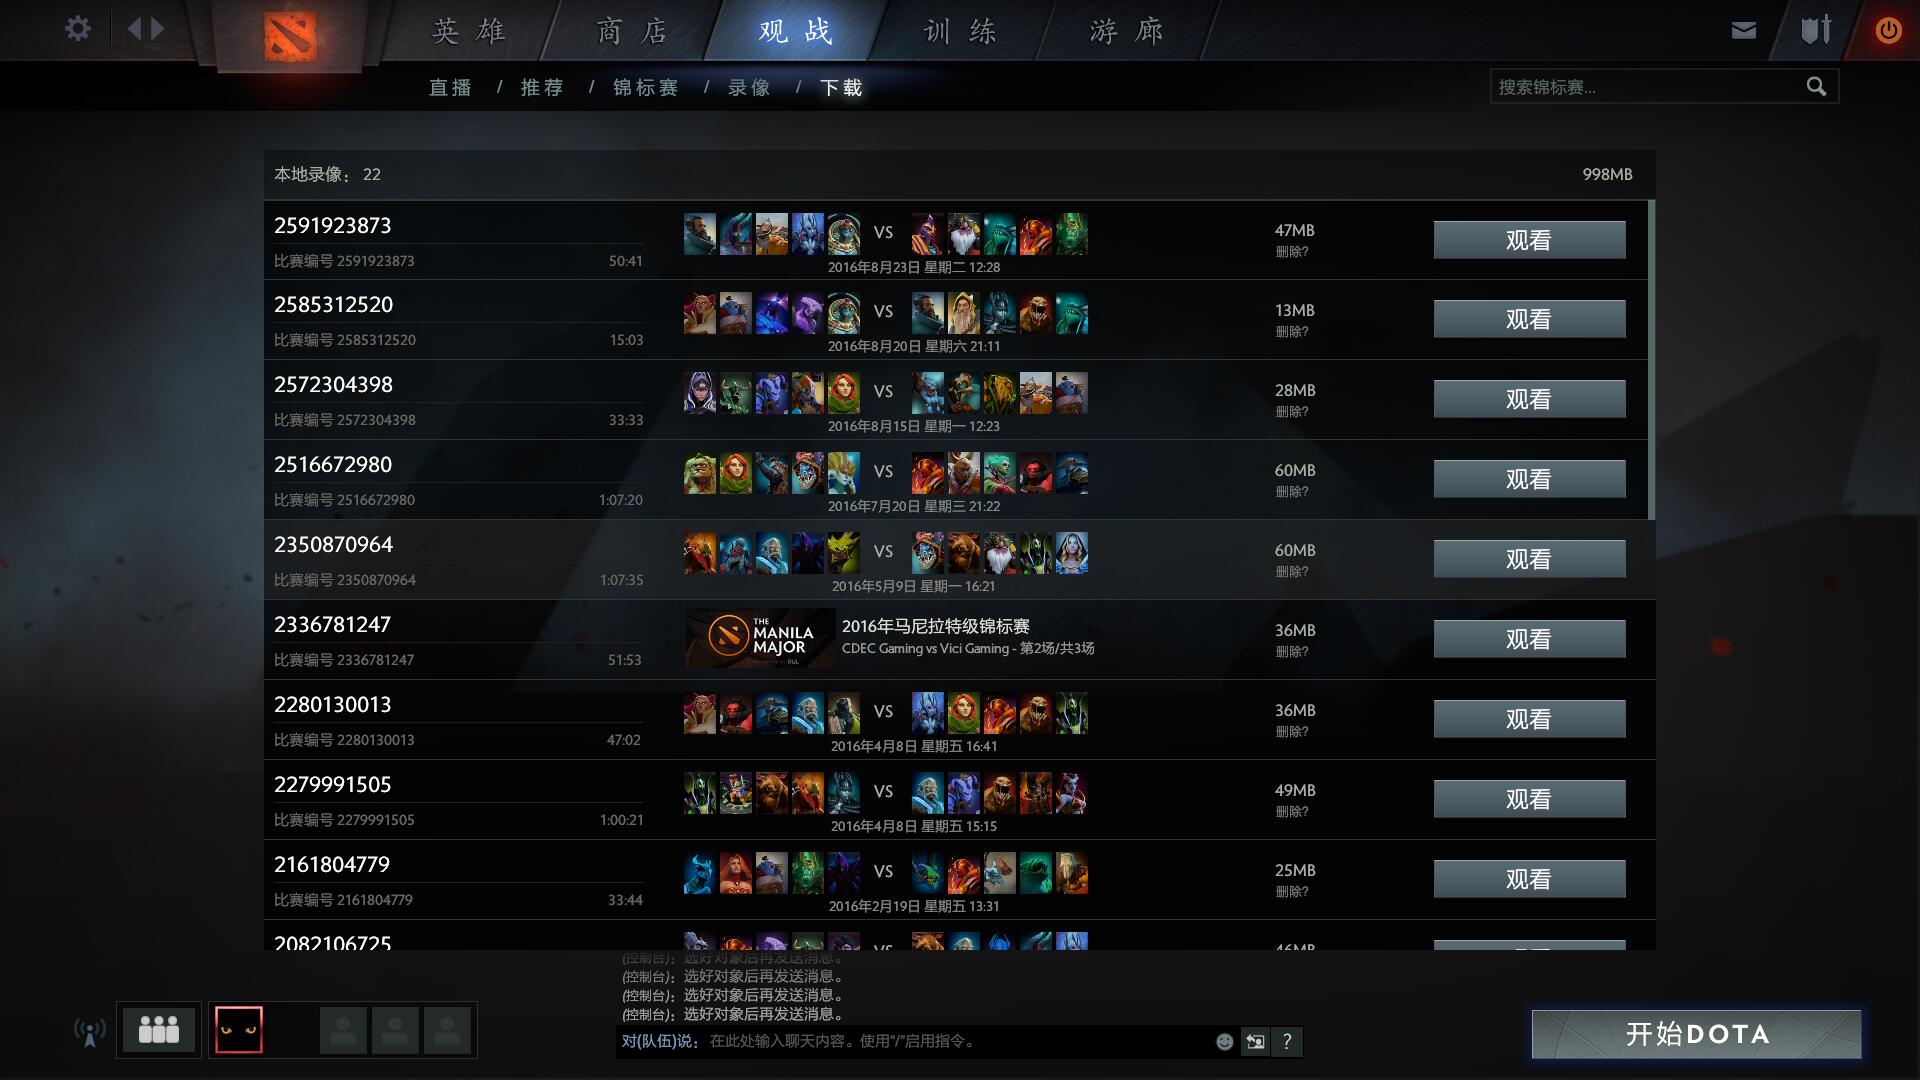 英雄 商店 观战 训练 游廊
直播 / 推荐 / 锦标赛 / 录像 / 下载
搜索锦标赛...
本地录像： 22 998MB
2591923873
比赛编号 2591923873 50:41
VS
2016年8月23日 星期二 12:28
47MB
删除?
观看
2585312520
比赛编号 2585312520 15:03
VS
2016年8月20日 星期六 21:11
13MB
删除?
观看
2572304398
比赛编号 2572304398 33:33
VS
2016年8月15日 星期一 12:23
28MB
删除?
观看
2516672980
比赛编号 2516672980 1:07:20
VS
2016年7月20日 星期三 21:22
60MB
删除?
观看
2350870964
比赛编号 2350870964 1:07:35
VS
2016年5月9日 星期一 16:21
60MB
删除?
观看
2336781247
比赛编号 2336781247 51:53
THE
MANILA
MAJOR
2016年马尼拉特级锦标赛
CDEC Gaming vs Vici Gaming - 第2场/共3场
36MB
删除?
观看
2280130013
比赛编号 2280130013 47:02
VS
2016年4月8日 星期五 16:41
36MB
删除?
观看
2279991505
比赛编号 2279991505 1:00:21
VS
2016年4月8日 星期五 15:15
49MB
删除?
观看
2161804779
比赛编号 2161804779 33:44
VS
2016年2月19日 星期五 13:31
25MB
删除?
观看
2082106725
VS
46MB
(控制台)： 选好对象后再发送消息。
(控制台)： 选好对象后再发送消息。
(控制台)： 选好对象后再发送消息。
(控制台)： 选好对象后再发送消息。
对(队伍)说： 在此处输入聊天内容。使用"/"启用指令。
?
开始DOTA